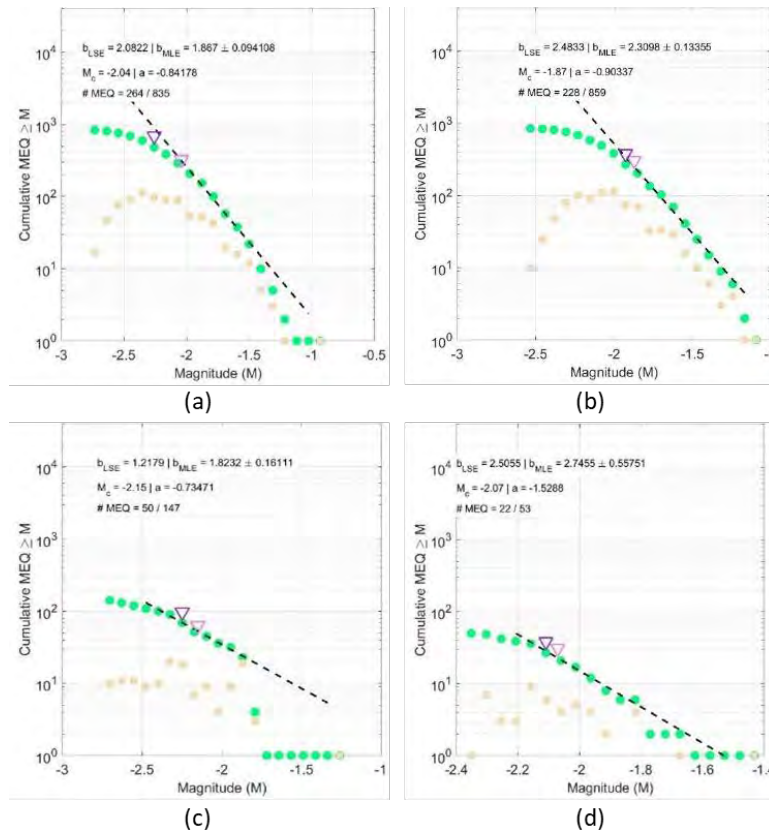 b_LSE = 2.0822 | b_MLE = 1.867 ± 0.094108
M_c = -2.04 | a = -0.84178
# MEQ = 264 / 835
Cumulative MEQ ≥ M
10^4
10^3
10^2
10^1
10^0
-3 -2.5 -2 -1.5 -1 -0.5
Magnitude (M)
(a)
b_LSE = 2.4833 | b_MLE = 2.3098 ± 0.13355
M_c = -1.87 | a = -0.90337
# MEQ = 228 / 859
Cumulative MEQ ≥ M
10^4
10^3
10^2
10^1
10^0
-3 -2.5 -2 -1.5 -1
Magnitude (M)
(b)
b_LSE = 1.2179 | b_MLE = 1.8232 ± 0.16111
M_c = -2.15 | a = -0.73471
# MEQ = 50 / 147
Cumulative MEQ ≥ M
10^4
10^3
10^2
10^1
10^0
-3 -2.5 -2 -1.5 -1
Magnitude (M)
(c)
b_LSE = 2.5055 | b_MLE = 2.7455 ± 0.55751
M_c = -2.07 | a = -1.5288
# MEQ = 22 / 53
Cumulative MEQ ≥ M
10^4
10^3
10^2
10^1
10^0
-2.4 -2.2 -2 -1.8 -1.6 -1.4
Magnitude (M)
(d)